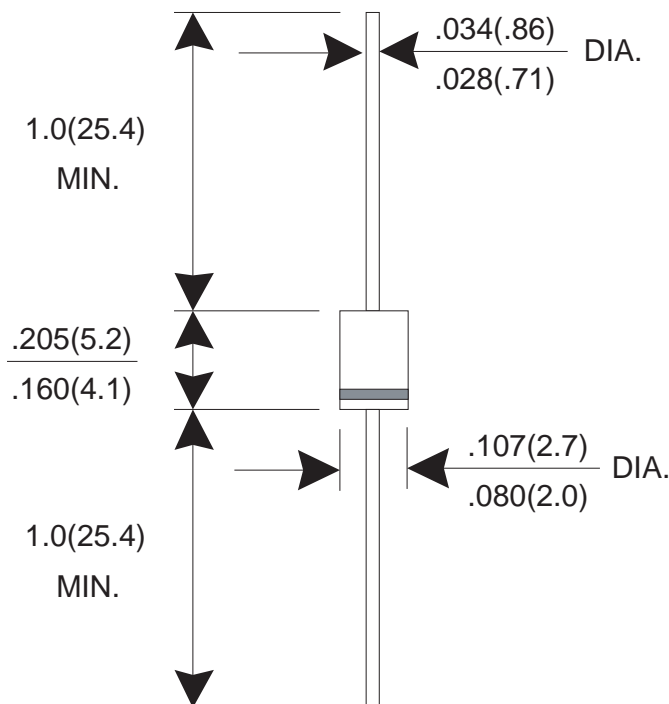 .034(.86)
DIA.
.028(.71)
1.0(25.4)
MIN.
.205(5.2)
.160(4.1)
.107(2.7)
DIA.
.080(2.0)
1.0(25.4)
MIN.